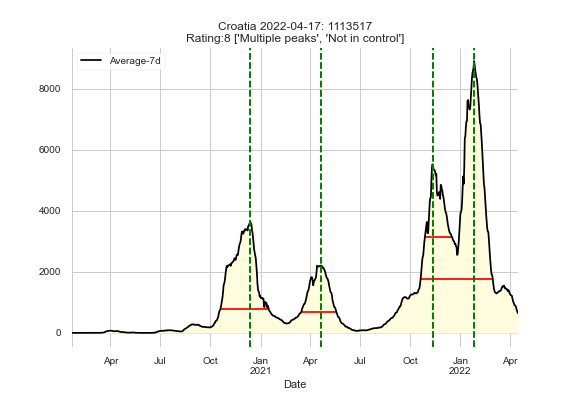 Croatia 2022-04-17: 1113517
Rating:8 ['Multiple peaks', 'Not in control']
Average-7d
8000
6000
4000
2000
0
Apr Jul Oct Jan Apr Jul Oct Jan Apr
2021 2022
Date